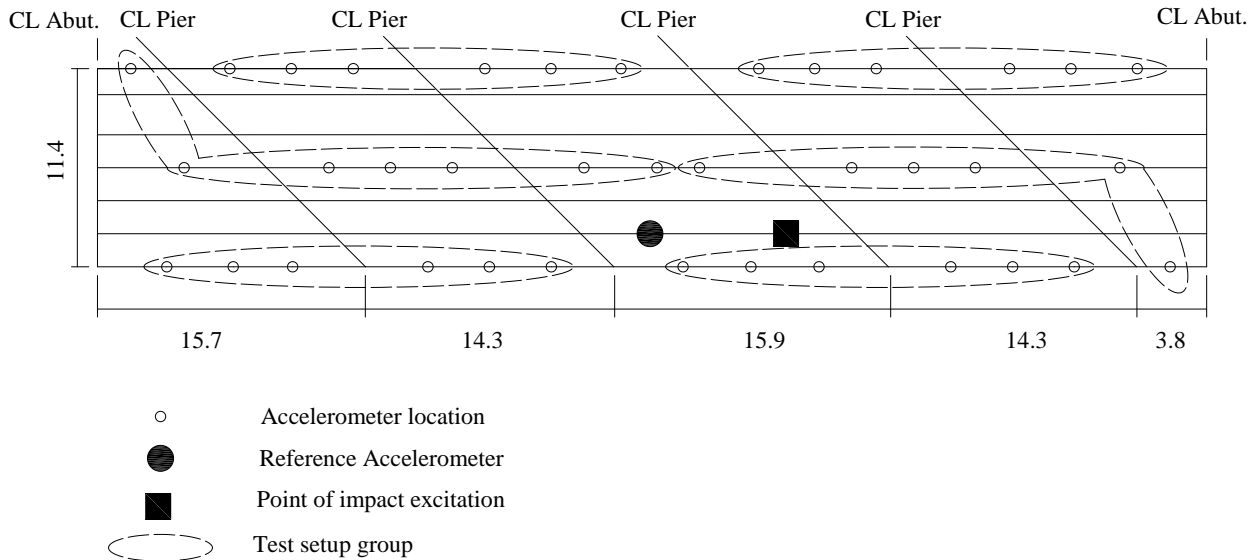 CL Abut.
CL Pier
CL Pier
CL Pier
CL Pier
CL Abut.
11.4
15.7
14.3
15.9
14.3
3.8
Accelerometer location
Reference Accelerometer
Point of impact excitation
Test setup group